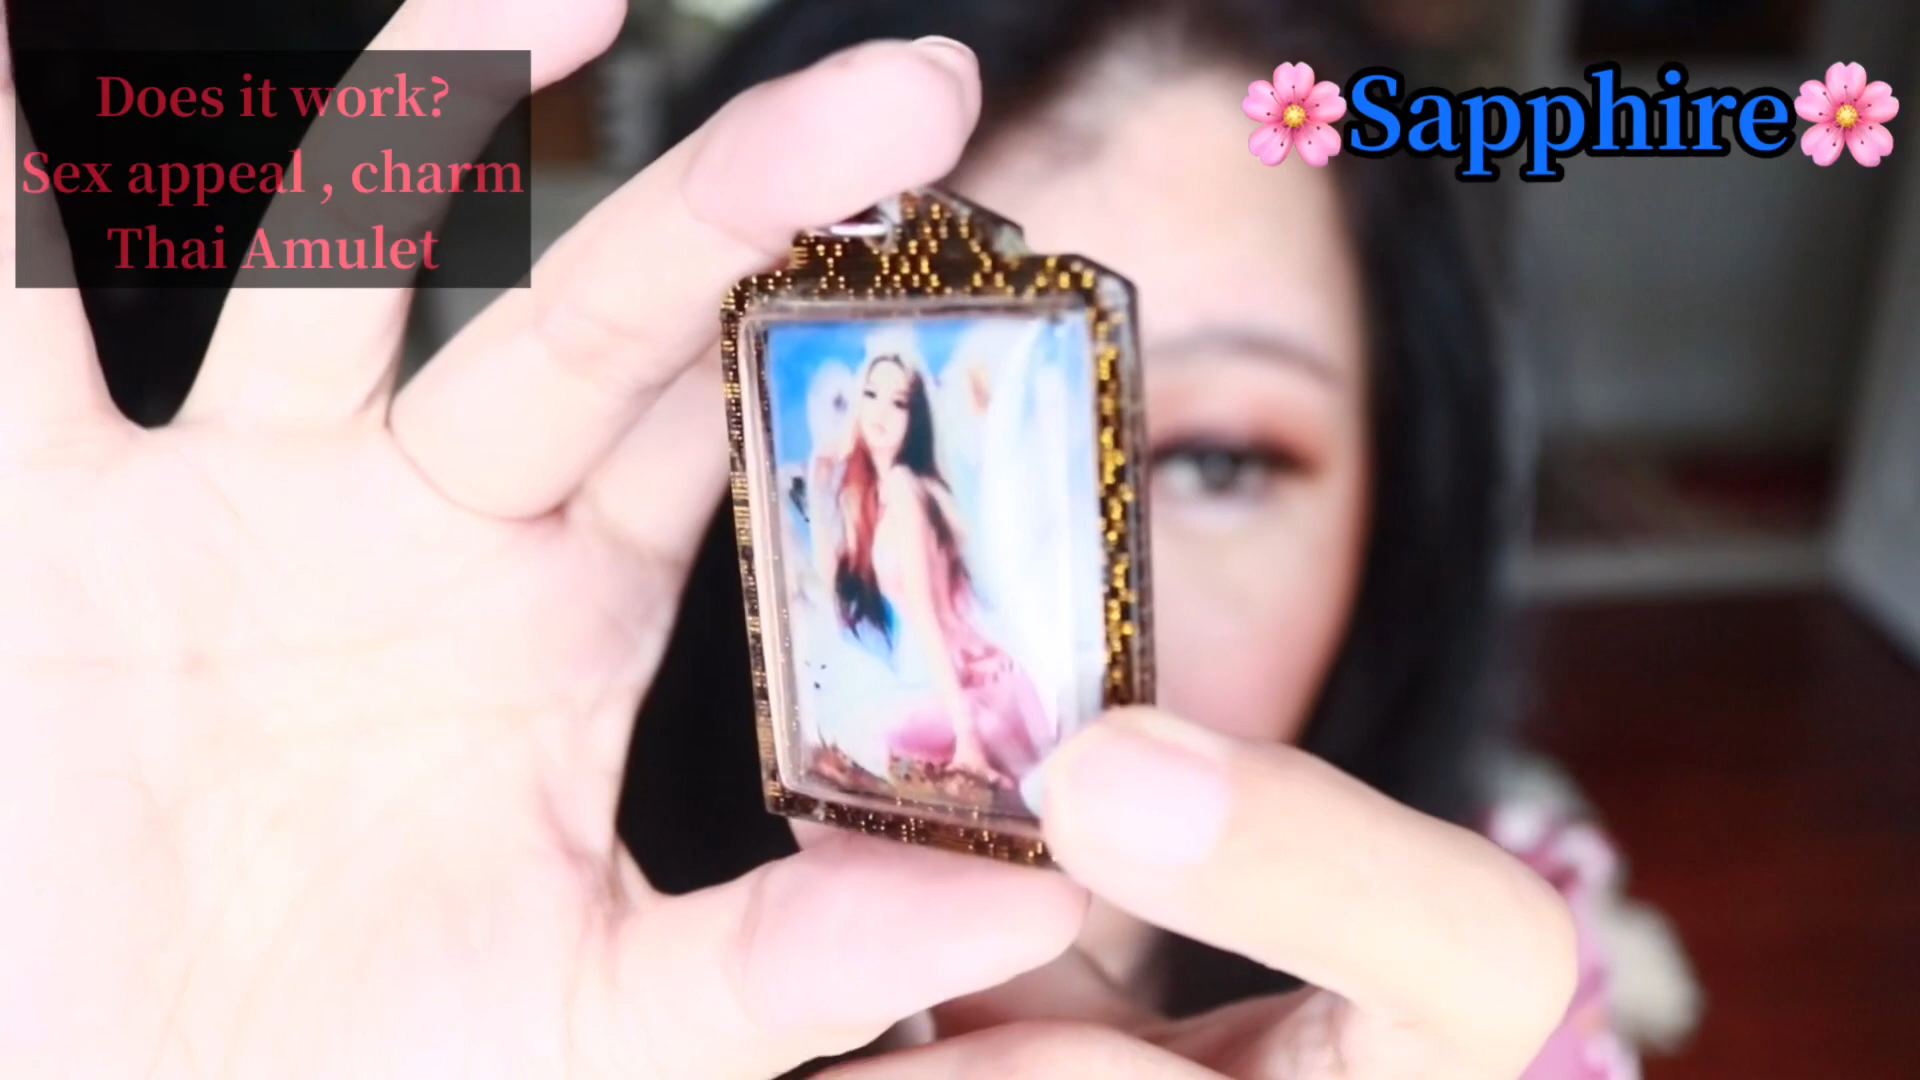 Does it work?
Sex appeal , charm
Thai Amulet
🌸Sapphire🌸